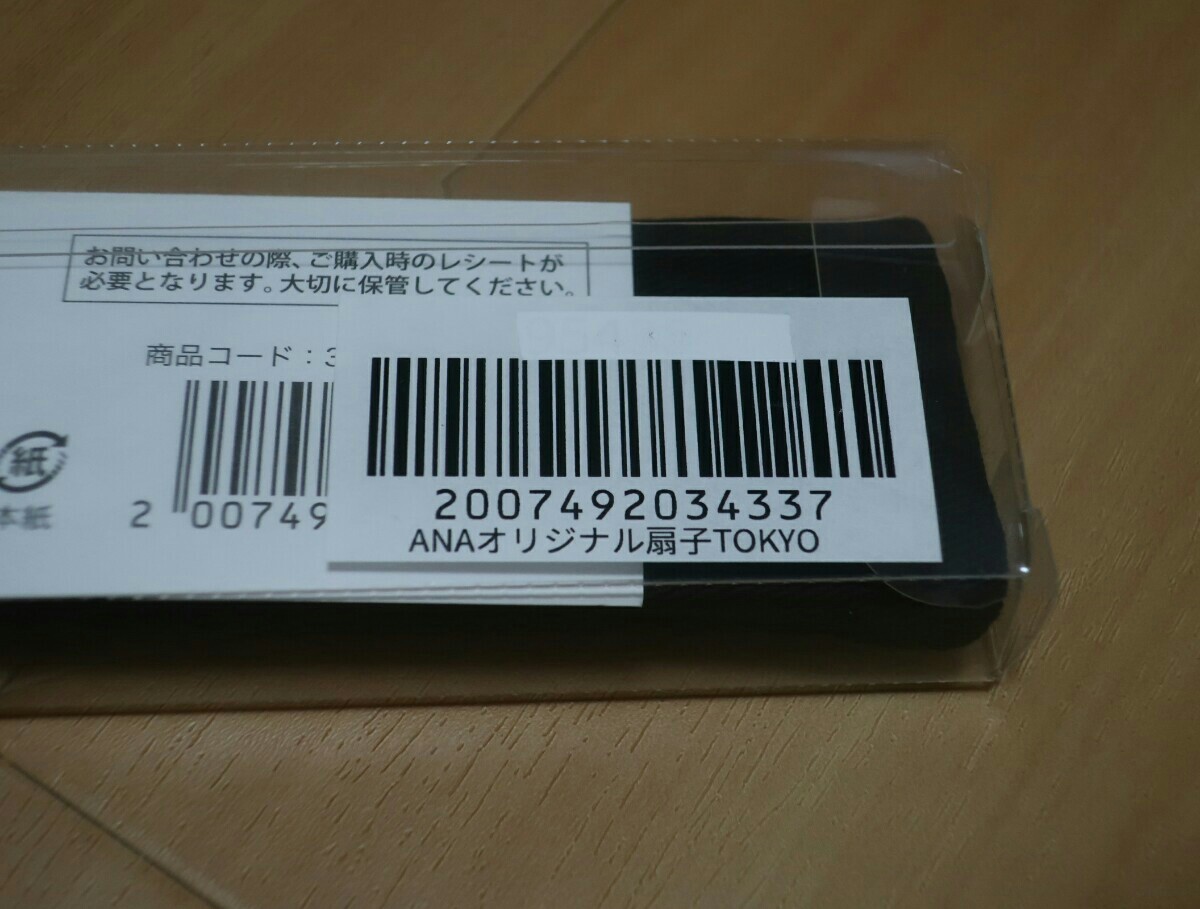 お問い合わせの際、ご購入時のレシートが
必要となります。大切に保管してください。
商品コード：3
紙
本紙
2 00749
2007492034337
ANAオリジナル扇子TOKYO